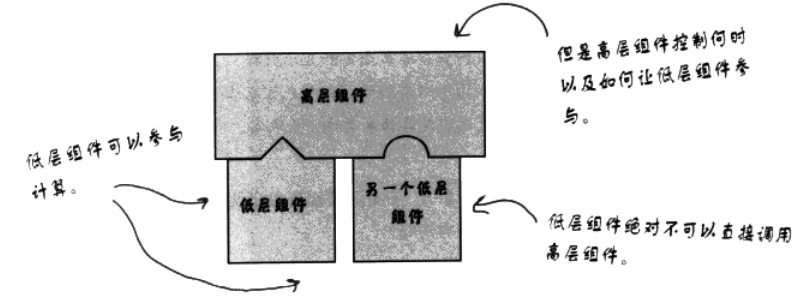 但是高层组件控制何时
以及如何让低层组件参
与。
高层组件
低层组件可以参与
计算。
低层组件
另一个低层
组件
低层组件绝对不可以直接调用
高层组件。